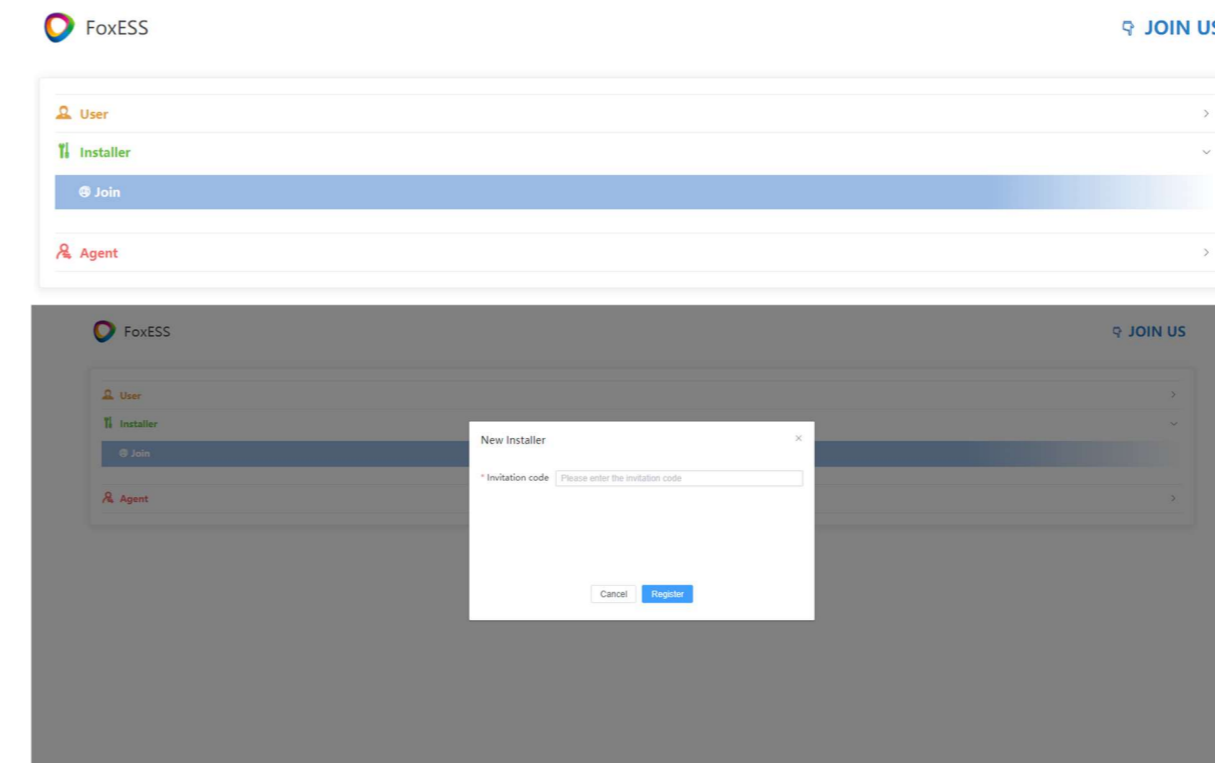 FoxESS JOIN US
User
Installer
Join
Agent
FoxESS JOIN US
User
Installer
Join
Agent
New Installer
* Invitation code Please enter the invitation code
Cancel Register